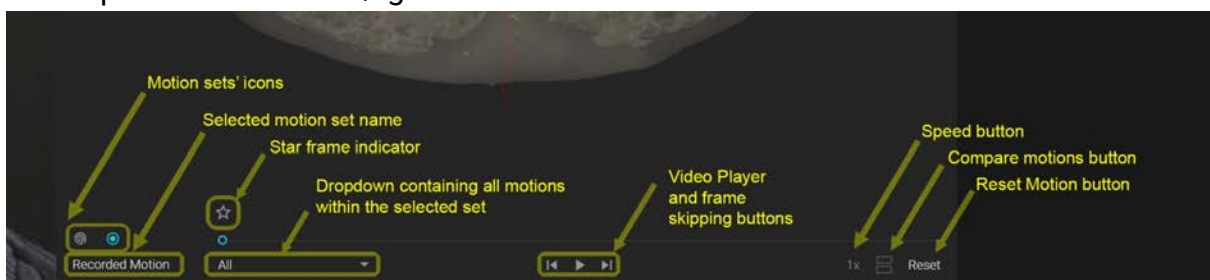 Motion sets' icons
Selected motion set name
Star frame indicator
Dropdown containing all motions
within the selected set
Video Player
and frame
skipping buttons
Speed button
Compare motions button
Reset Motion button
Recorded Motion
All
1x
Reset